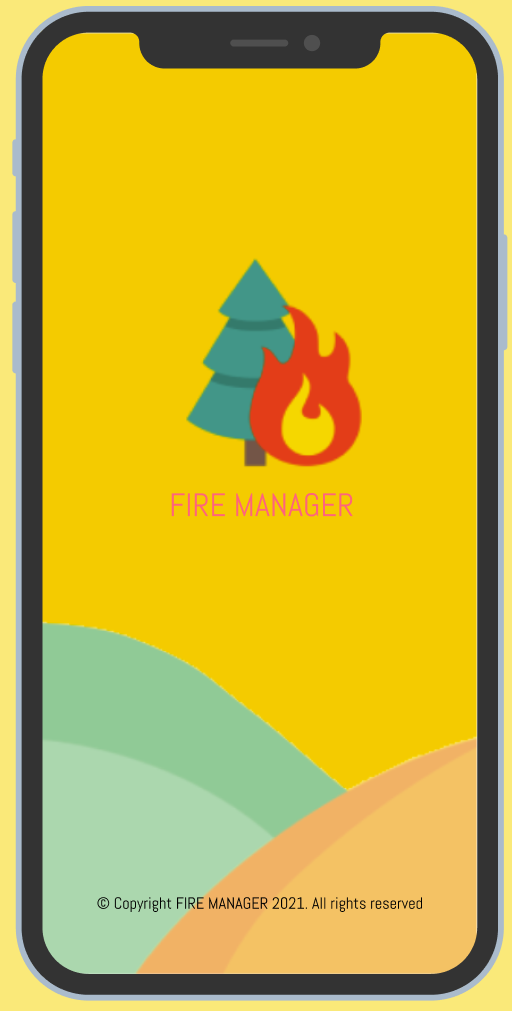 FIRE MANAGER
© Copyright FIRE MANAGER 2021. All rights reserved